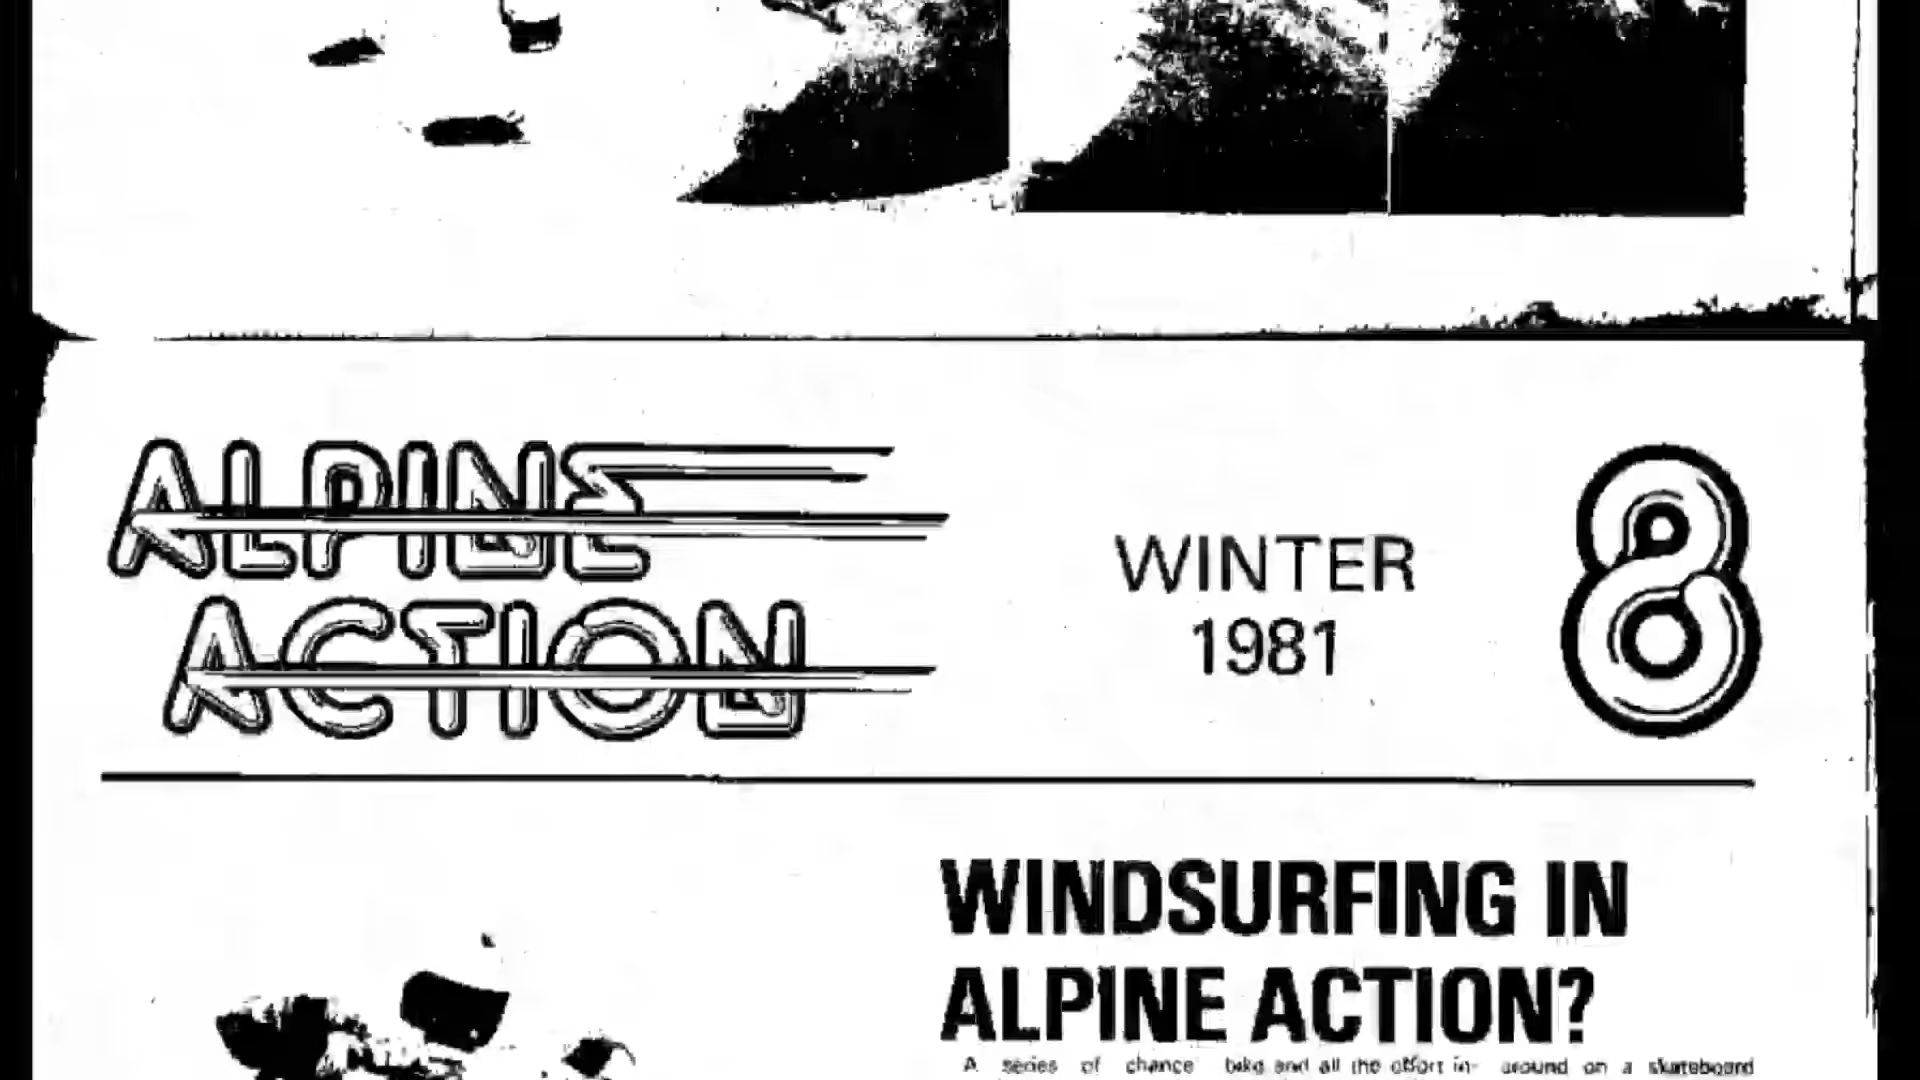 ALPINE
ACTION
WINTER
1981
8
WINDSURFING IN
ALPINE ACTION?
A series of chance
bike and all the effort in-
around on a skateboard